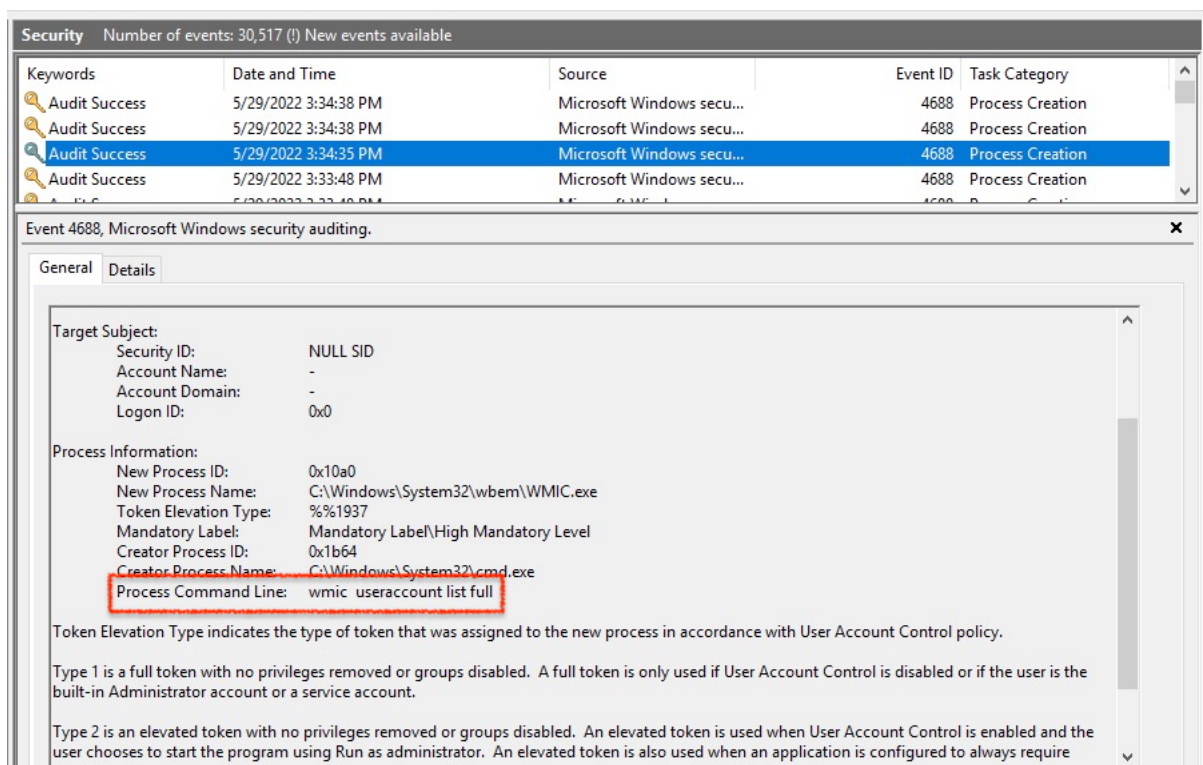 Security Number of events: 30,517 (!) New events available
Keywords Date and Time Source Event ID Task Category
Audit Success 5/29/2022 3:34:38 PM Microsoft Windows secu... 4688 Process Creation
Audit Success 5/29/2022 3:34:38 PM Microsoft Windows secu... 4688 Process Creation
Audit Success 5/29/2022 3:34:35 PM Microsoft Windows secu... 4688 Process Creation
Audit Success 5/29/2022 3:33:48 PM Microsoft Windows secu... 4688 Process Creation
Event 4688, Microsoft Windows security auditing.
General Details
Target Subject:
Security ID: NULL SID
Account Name: -
Account Domain: -
Logon ID: 0x0
Process Information:
New Process ID: 0x10a0
New Process Name: C:\Windows\System32\wbem\WMIC.exe
Token Elevation Type: %%1937
Mandatory Label: Mandatory Label\High Mandatory Level
Creator Process ID: 0x1b64
Creator Process Name: C:\Windows\System32\cmd.exe
Process Command Line: wmic  useraccount list full
Token Elevation Type indicates the type of token that was assigned to the new process in accordance with User Account Control policy.
Type 1 is a full token with no privileges removed or groups disabled.  A full token is only used if User Account Control is disabled or if the user is the
built-in Administrator account or a service account.
Type 2 is an elevated token with no privileges removed or groups disabled.  An elevated token is used when User Account Control is enabled and the
user chooses to start the program using Run as administrator.  An elevated token is also used when an application is configured to always require